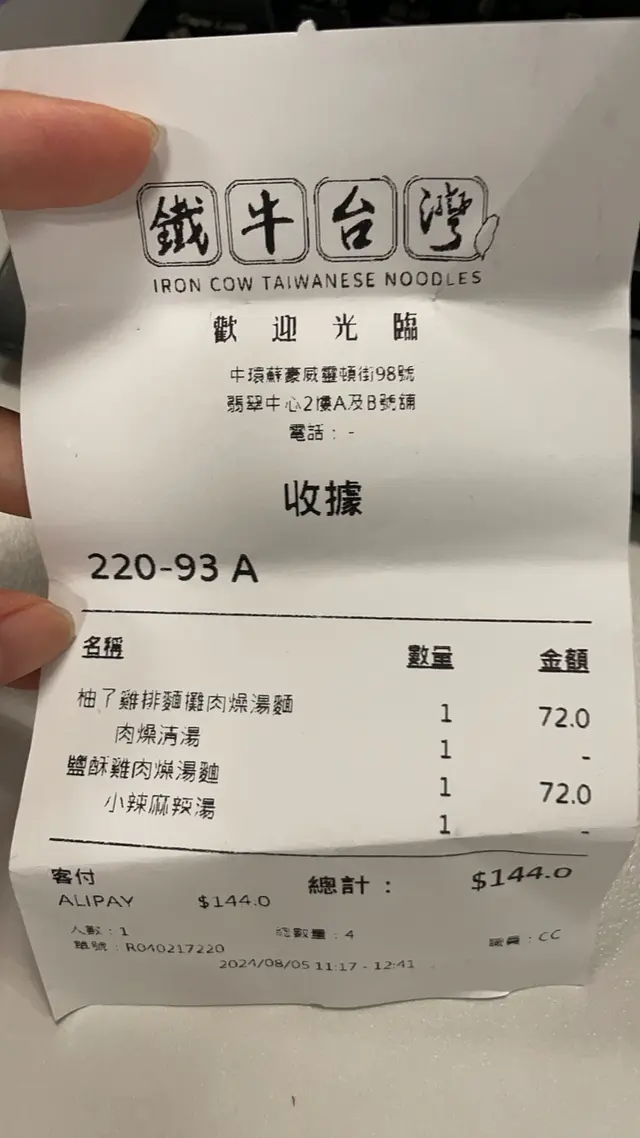 鐵牛台灣
IRON COW TAIWANESE NOODLES
歡迎光臨
中環蘇豪威靈頓街98號
翡翠中心2樓A及B號舖
電話：-
收據
220-93 A
名稱 數量 金額
柚子雞排麵攤肉燥湯麵 1 72.0
肉燥清湯 1 -
鹽酥雞肉燥湯麵 1 72.0
小辣麻辣湯 1 -
客付 總計： $144.0
ALIPAY $144.0
人數：1 總數量：4 職員：CC
單號：R040217220
2024/08/05 11:17 - 12:41